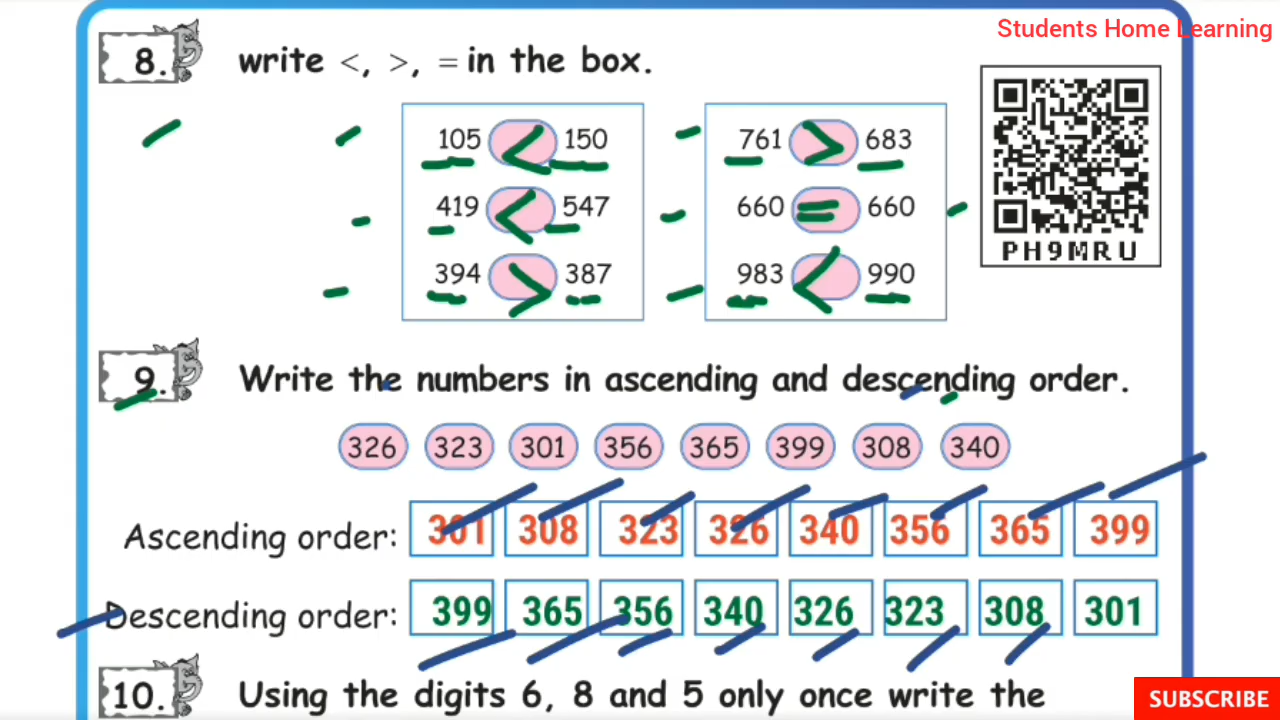 Students Home Learning
8. write <, >, = in the box.
105 < 150
761 > 683
419 < 547
660 = 660
394 > 387
983 < 990
PH9MRU
9. Write the numbers in ascending and descending order.
326 323 301 356 365 399 308 340
Ascending order: 301 308 323 326 340 356 365 399
Descending order: 399 365 356 340 326 323 308 301
10. Using the digits 6, 8 and 5 only once write the
SUBSCRIBE